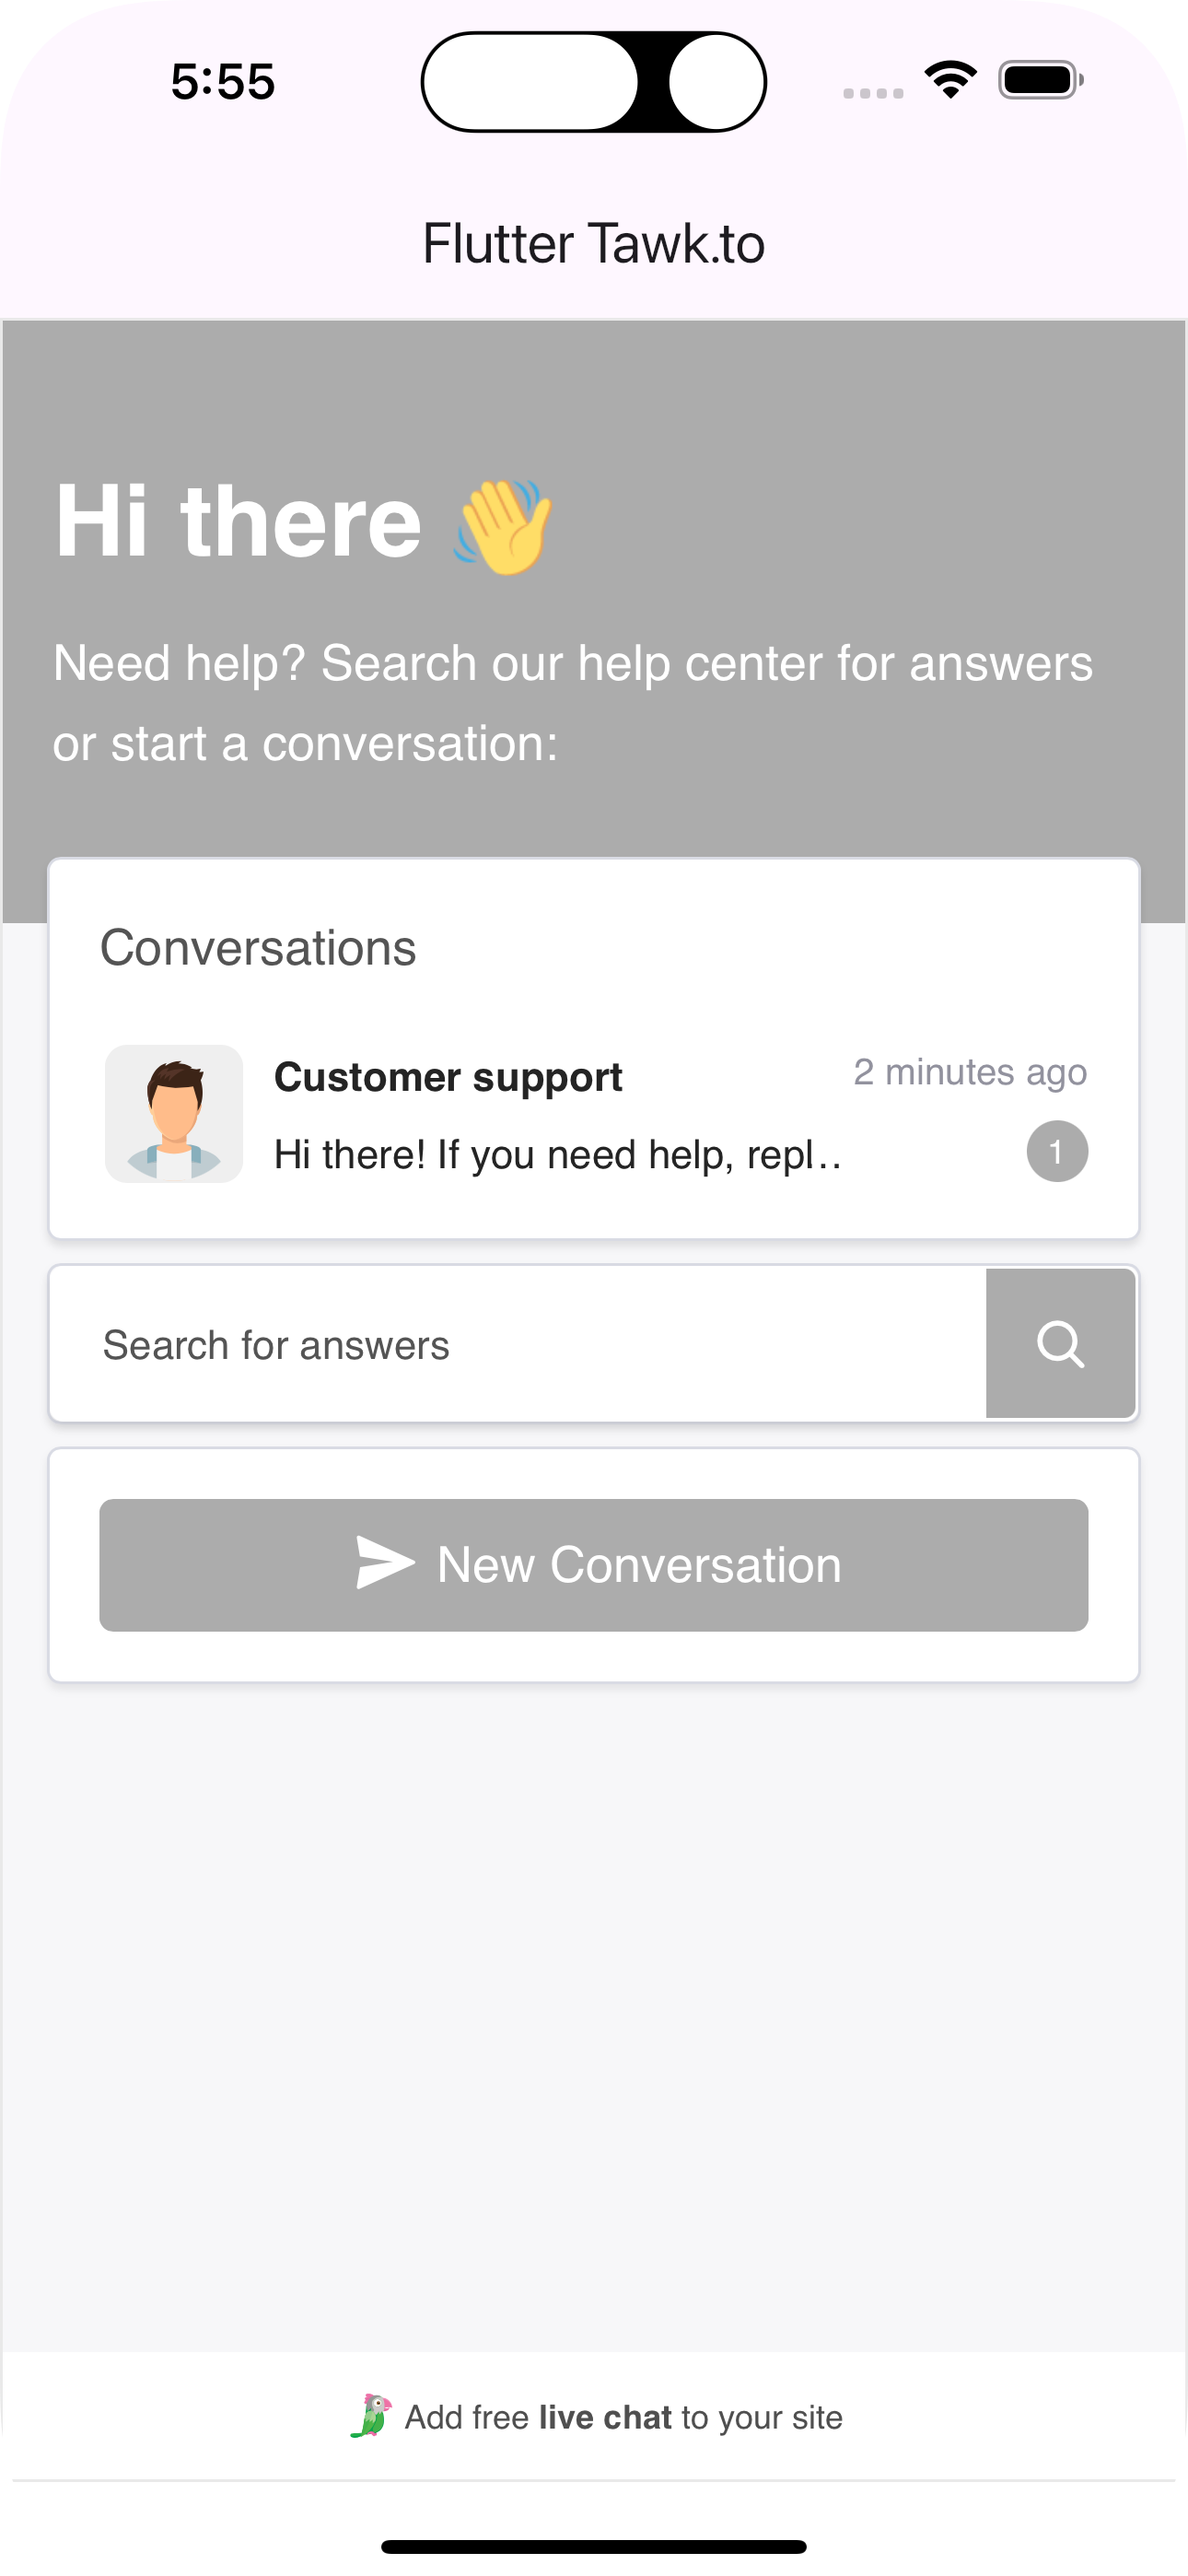 5:55
Flutter Tawk.to
Hi there 👋
Need help? Search our help center for answers
or start a conversation:
Conversations
Customer support
2 minutes ago
Hi there! If you need help, repl..
1
Search for answers
New Conversation
Add free live chat to your site